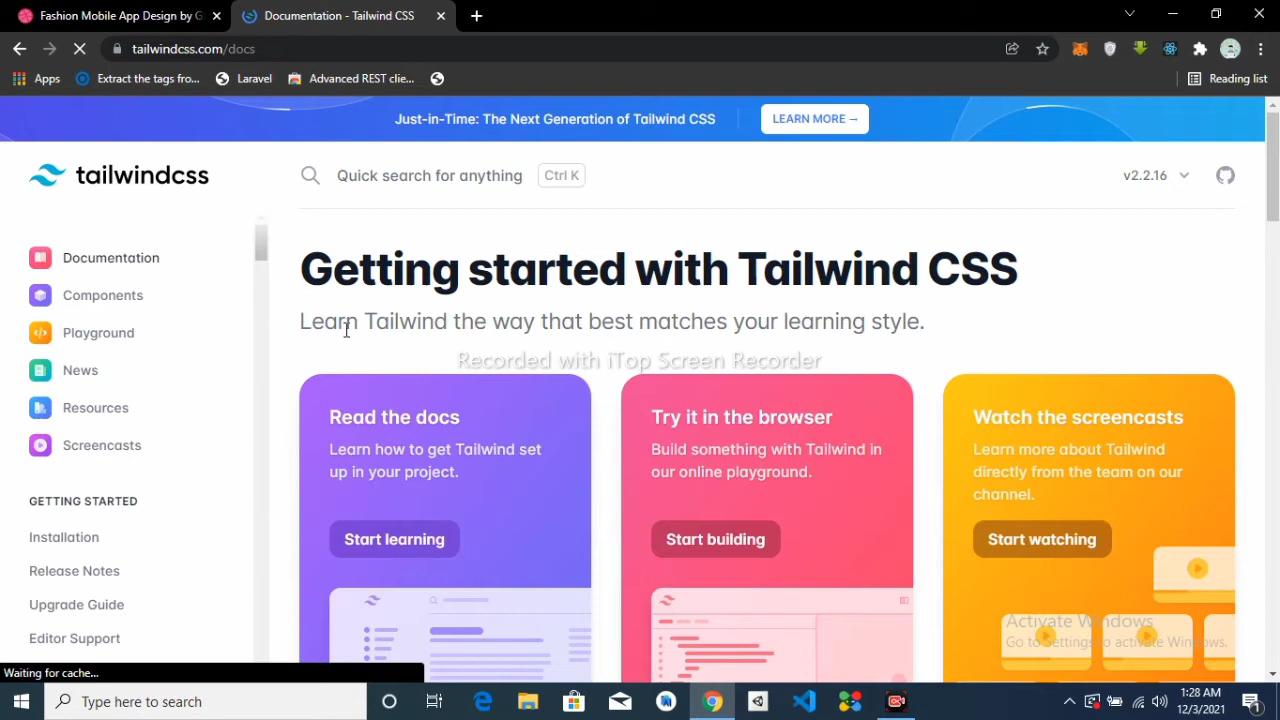 Fashion Mobile App Design by G
Documentation - Tailwind CSS
tailwindcss.com/docs
Apps
Extract the tags fro...
Laravel
Advanced REST clie...
Reading list
Just-in-Time: The Next Generation of Tailwind CSS
LEARN MORE →
tailwindcss
Quick search for anything
Ctrl K
v2.2.16
Documentation
Components
Playground
News
Resources
Screencasts
GETTING STARTED
Installation
Release Notes
Upgrade Guide
Editor Support
Getting started with Tailwind CSS
Learn Tailwind the way that best matches your learning style.
Recorded with iTop Screen Recorder
Read the docs
Learn how to get Tailwind set
up in your project.
Start learning
Try it in the browser
Build something with Tailwind in
our online playground.
Start building
Watch the screencasts
Learn more about Tailwind
directly from the team on our
channel.
Start watching
Activate Windows
Go to Settings to activate Windows.
Waiting for cache...
Type here to search
1:28 AM
12/3/2021
1